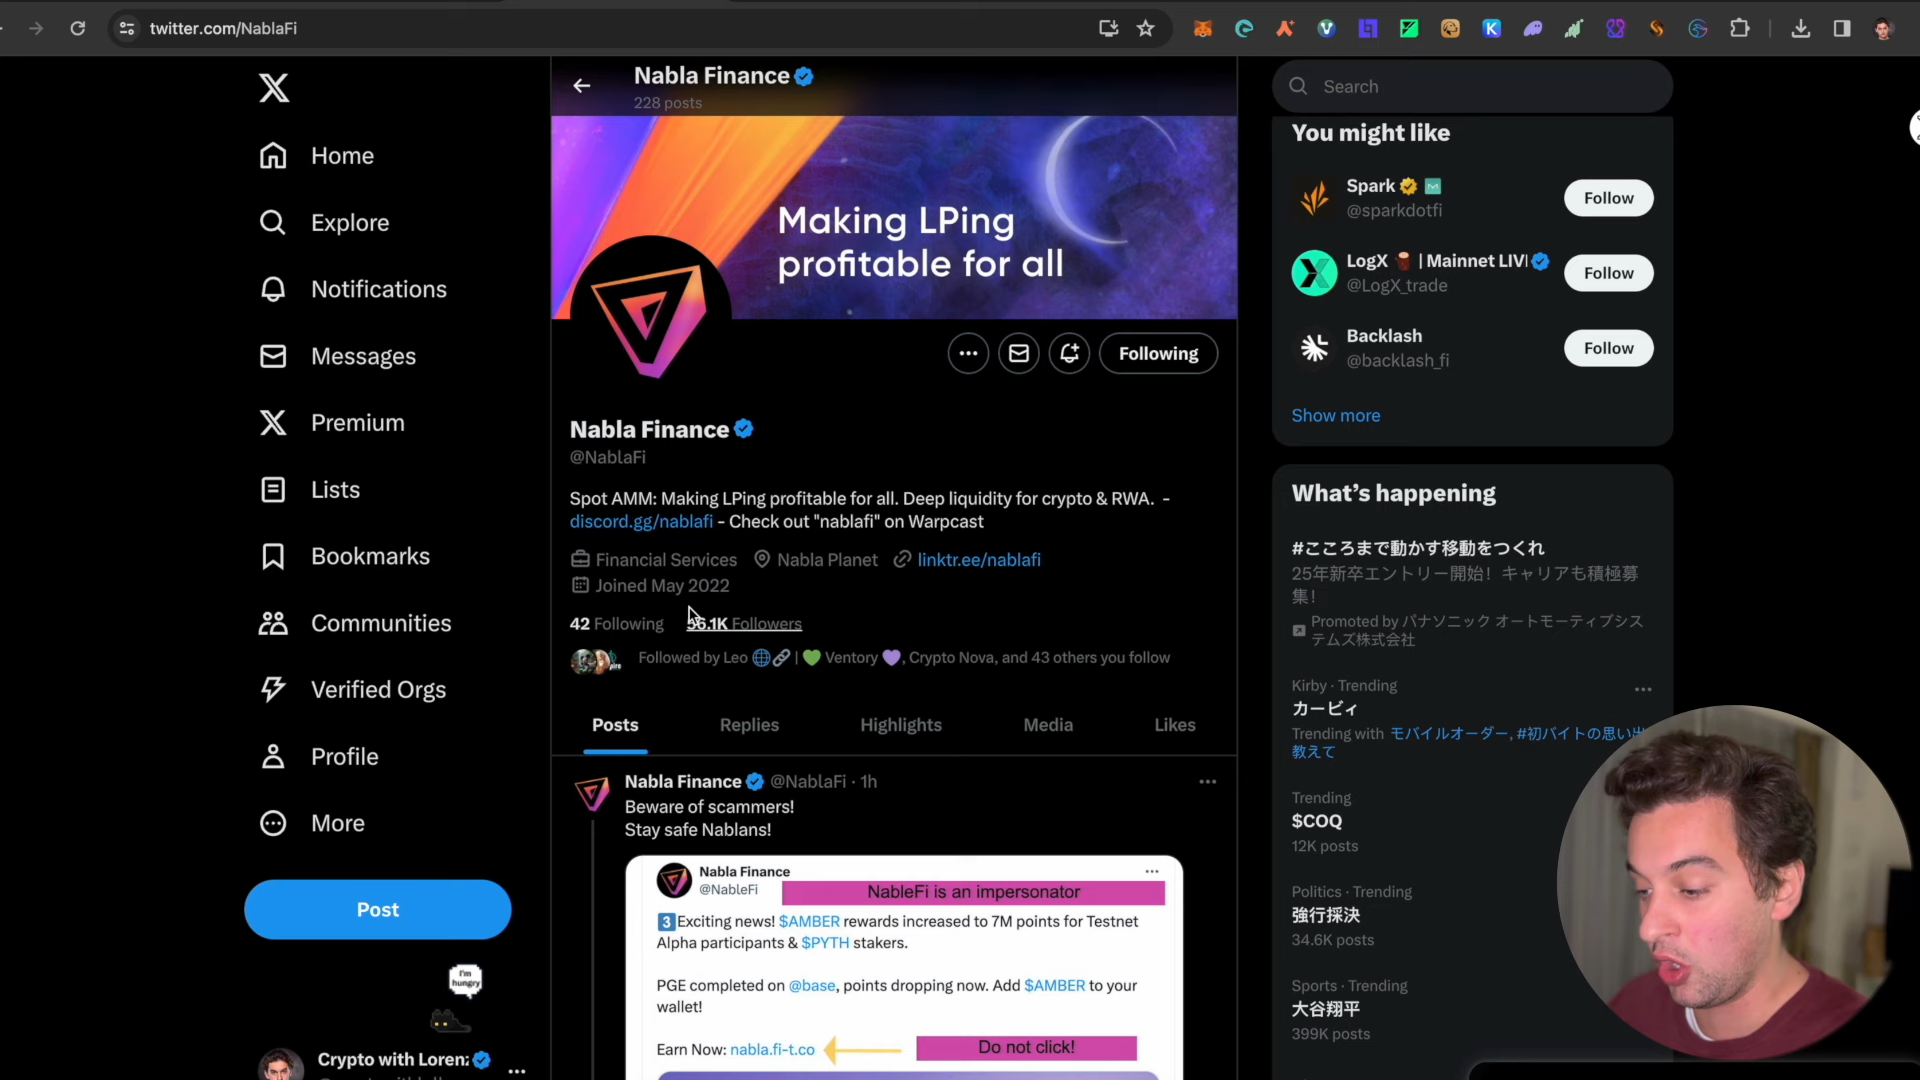 twitter.com/NablaFi
Nabla Finance
228 posts
Search
Home
Explore
Notifications
Messages
Premium
Lists
Bookmarks
Communities
Verified Orgs
Profile
More
Post
I'm
hungry
Crypto with Loren
Making LPing
profitable for all
Following
Nabla Finance
@NablaFi
Spot AMM: Making LPing profitable for all. Deep liquidity for crypto & RWA. -
discord.gg/nablafi - Check out "nablafi" on Warpcast
Financial Services Nabla Planet linktr.ee/nablafi
Joined May 2022
42 Following 56.1K Followers
Followed by Leo 🌐🔗 | 💚 Ventory 💜, Crypto Nova, and 43 others you follow
Posts Replies Highlights Media Likes
Nabla Finance @NablaFi · 1h
Beware of scammers!
Stay safe Nablans!
Nabla Finance
@NableFi
NableFi is an impersonator
3 Exciting news! $AMBER rewards increased to 7M points for Testnet
Alpha participants & $PYTH stakers.
PGE completed on @base, points dropping now. Add $AMBER to your
wallet!
Earn Now: nabla.fi-t.co
Do not click!
You might like
Spark
@sparkdotfi
Follow
LogX | Mainnet LIV
@LogX_trade
Follow
Backlash
@backlash_fi
Follow
Show more
What's happening
#こころまで動かす移動をつくれ
25年新卒エントリー開始！キャリアも積極募
集！
Promoted by パナソニック オートモーティブシス
テムズ株式会社
Kirby · Trending
カービィ
Trending with モバイルオーダー, #初バイトの思い出
教えて
Trending
$COQ
12K posts
Politics · Trending
強行採決
34.6K posts
Sports · Trending
大谷翔平
399K posts